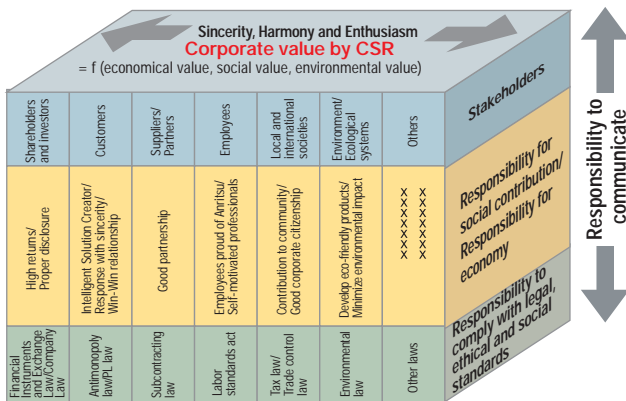 Sincerity, Harmony and Enthusiasm
Corporate value by CSR
= f (economical value, social value, environmental value)
Shareholders
and Investors
Customers
Suppliers/
Partners
Employees
Local and
international
societies
Environment/
Ecological
systems
Others
Stakeholders
High returns/
Proper disclosure
Intelligent Solution Creator/
Response with sincerity/
Win-Win relationship
Good partnership
Employees proud of Anritsu/
Self-motivated professionals
Contribution to community/
Good corporate citizenship
Develop eco-friendly products/
Minimize environmental impact
XXXXXXXX
XXXXXXXX
Responsibility for
social contribution/
Responsibility for
economy
Financial
Instruments
and Exchange
Law/Company
Law
Antimonopoly
law/PL law
Subcontracting
law
Labor
standards act
Tax law/
Trade control
law
Environmental
law
Other laws
Responsibility to
comply with legal,
ethical and social
standards
Responsibility to
communicate